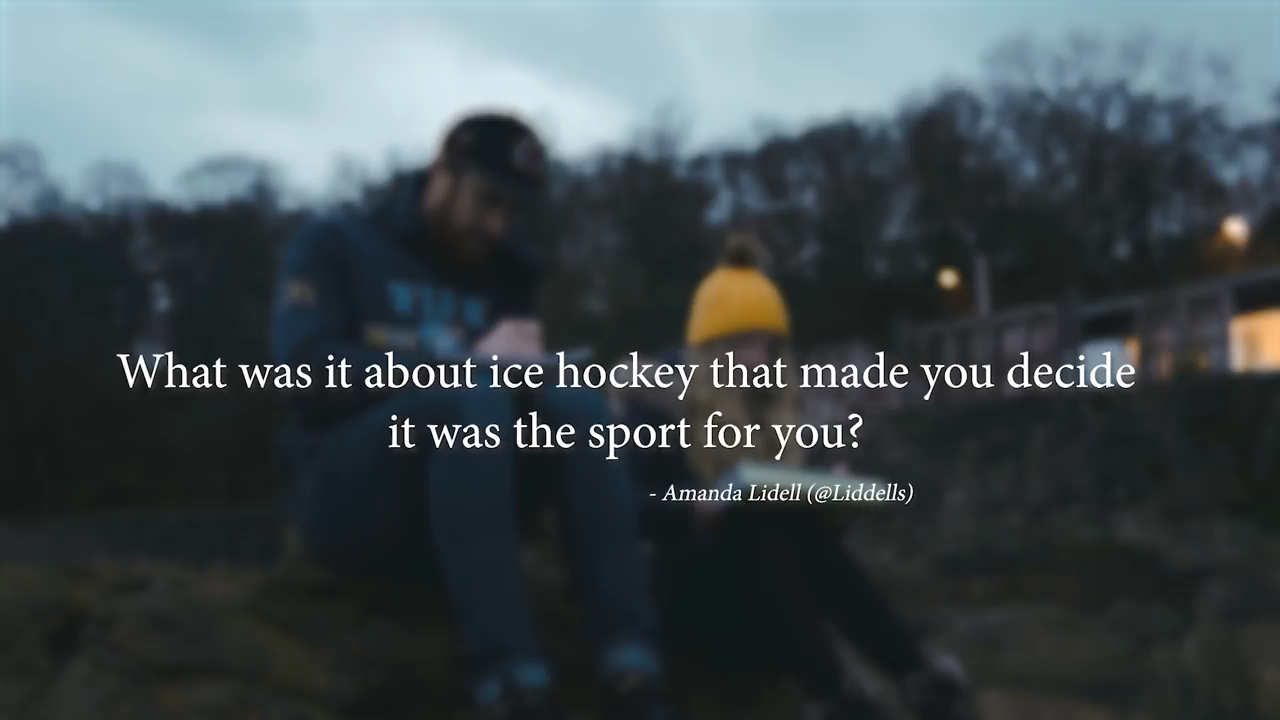 What was it about ice hockey that made you decide
it was the sport for you?
- Amanda Lidell (@Liddells)